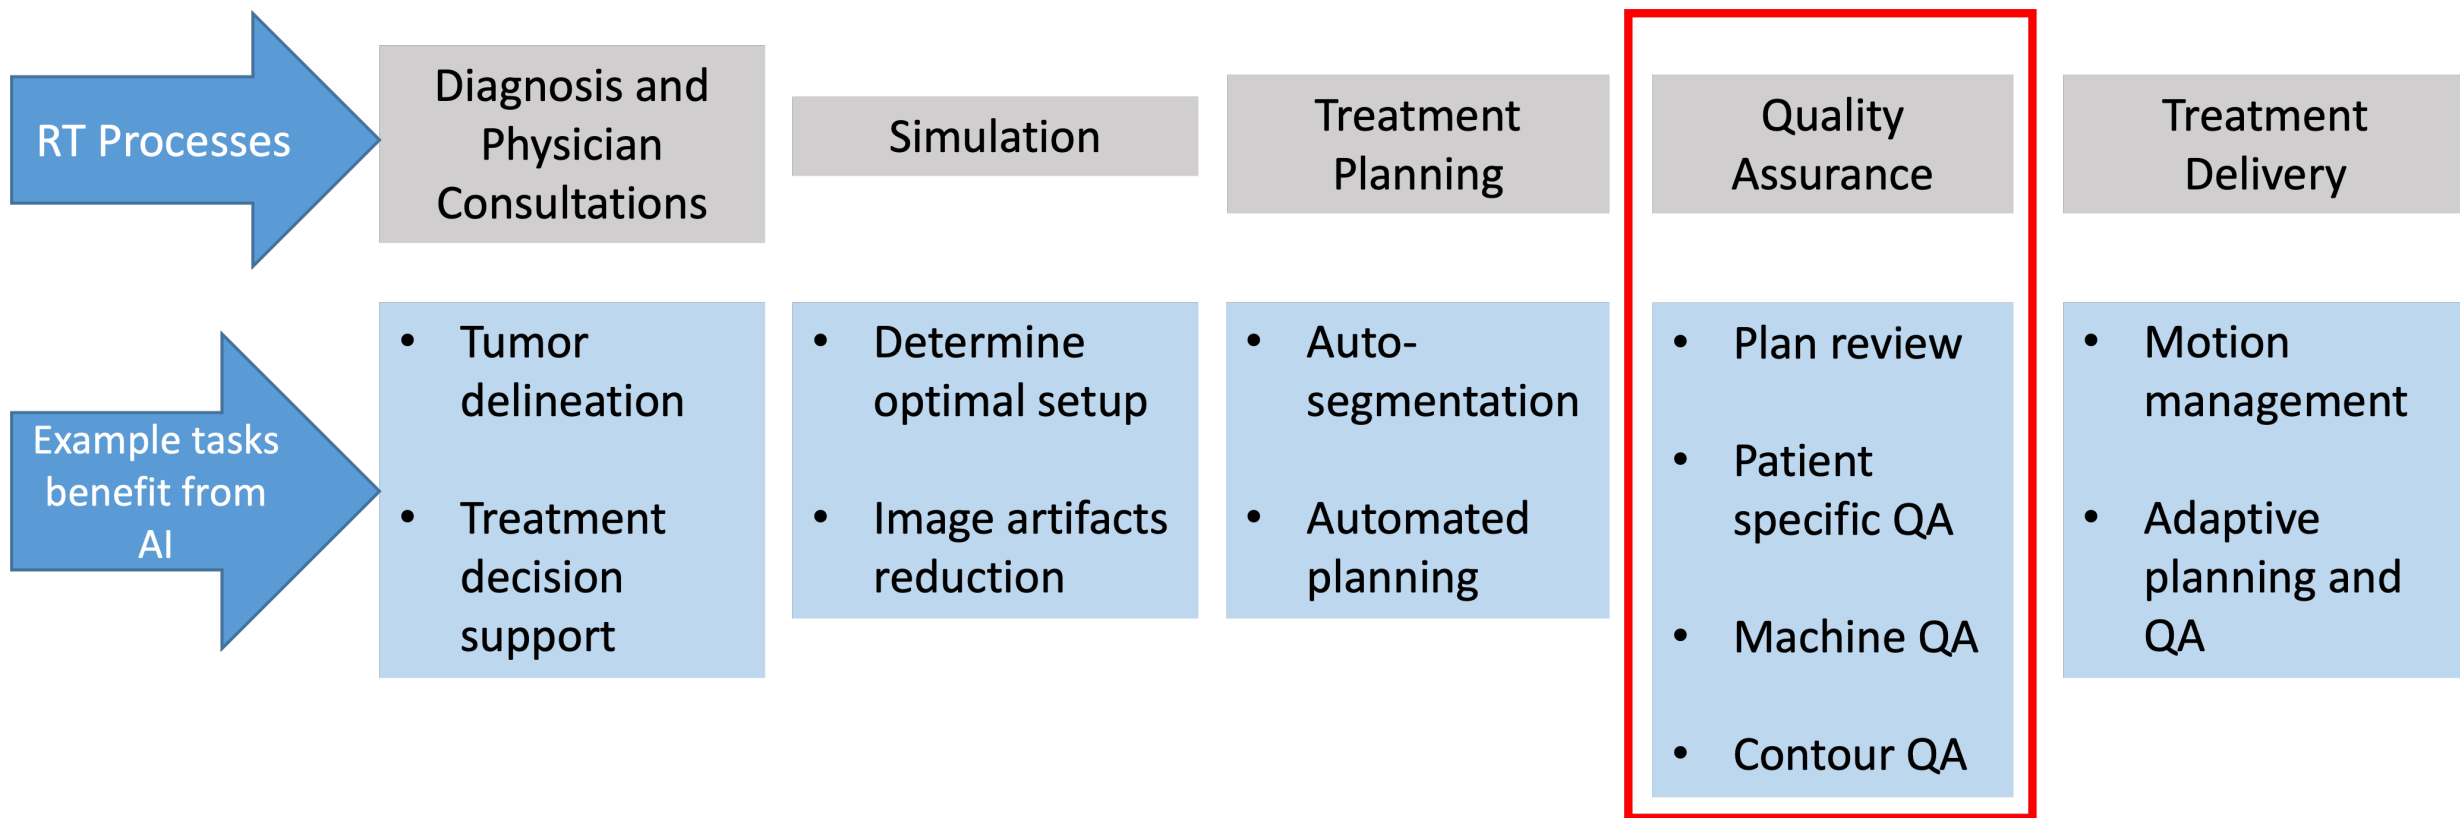 RT Processes
Diagnosis and
Physician
Consultations
Simulation
Treatment
Planning
Quality
Assurance
Treatment
Delivery
Example tasks
benefit from
AI
• Tumor
delineation
• Treatment
decision
support
• Determine
optimal setup
• Image artifacts
reduction
• Auto-
segmentation
• Automated
planning
• Plan review
• Patient
specific QA
• Machine QA
• Contour QA
• Motion
management
• Adaptive
planning and
QA